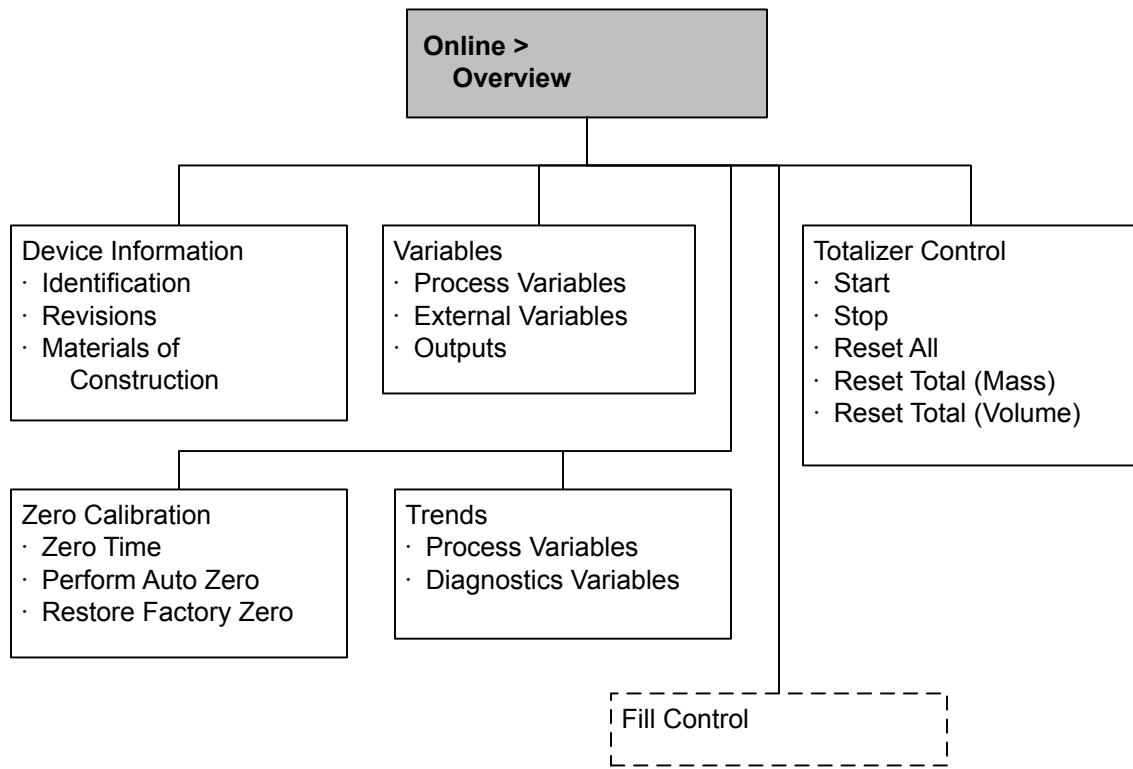 Online >
Overview
Device Information
· Identification
· Revisions
· Materials of
Construction
Variables
· Process Variables
· External Variables
· Outputs
Totalizer Control
· Start
· Stop
· Reset All
· Reset Total (Mass)
· Reset Total (Volume)
Zero Calibration
· Zero Time
· Perform Auto Zero
· Restore Factory Zero
Trends
· Process Variables
· Diagnostics Variables
Fill Control